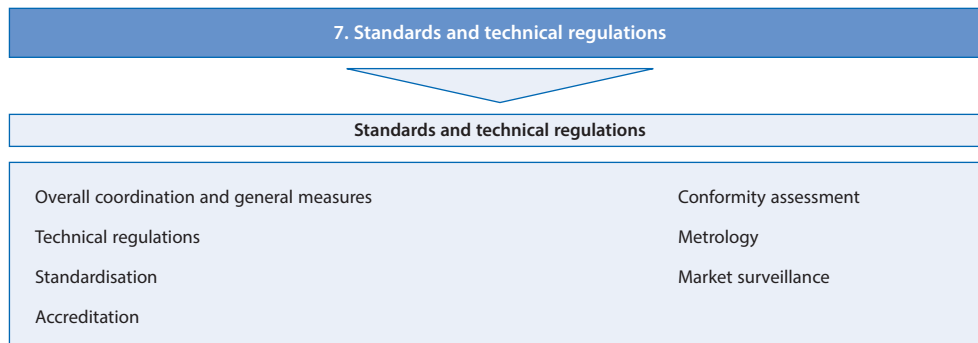 7. Standards and technical regulations
Standards and technical regulations
Overall coordination and general measures
Technical regulations
Standardisation
Accreditation
Conformity assessment
Metrology
Market surveillance